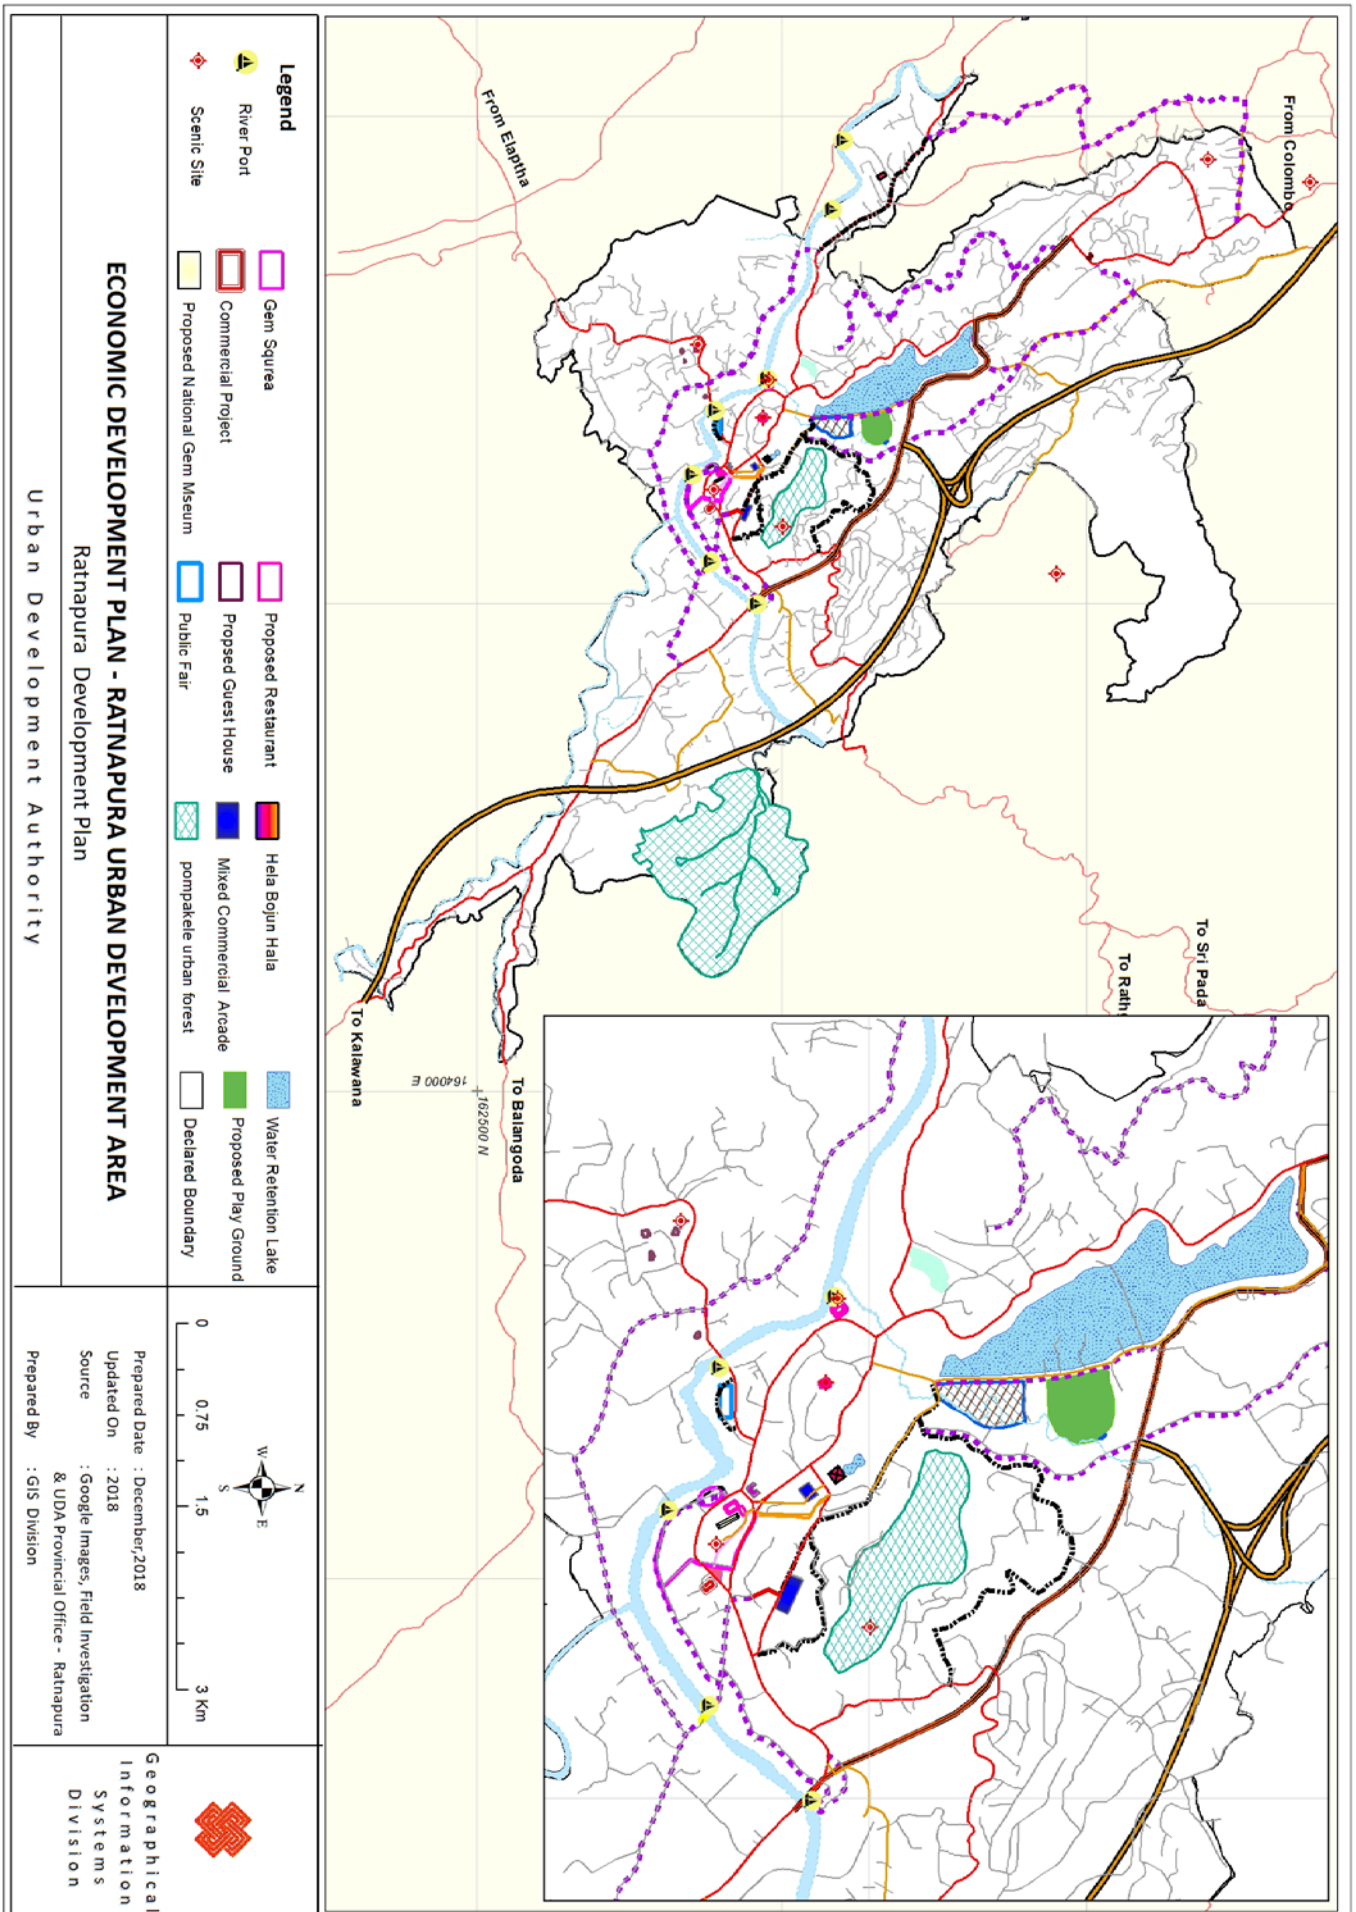 From Colombo
From Elaptha
To Sri Pada
To Rath
To Balangoda
To Kalawana
164000 E
162500 N
Legend
River Port
Scenic Site
Gem Squrea
Commercial Project
Proposed National Gem Mseum
Proposed Restaurant
Propsed Guest House
Public Fair
Hela Bojun Hala
Mixed Commercial Arcade
pompakele urban forest
Water Retention Lake
Proposed Play Ground
Declared Boundary
ECONOMIC DEVELOPMENT PLAN - RATNAPURA URBAN DEVELOPMENT AREA
Ratnapura Development Plan
Urban Development Authority
N
W
E
S
0 0.75 1.5 3 Km
Prepared Date : December,2018
Updated On : 2018
Source : Google Images, Field Investigation
& UDA Provincial Office - Ratnapura
Prepared By : GIS Division
Geographical
Information
Systems
Division